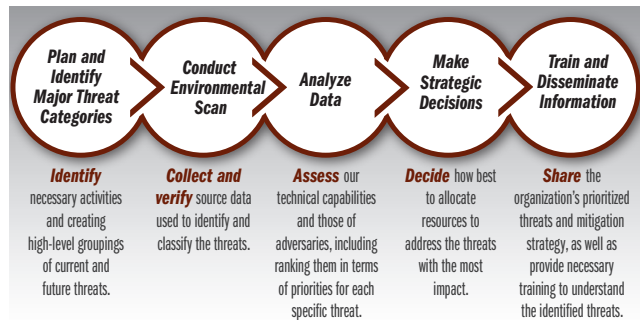 Plan and
Identify
Major Threat
Categories
Conduct
Environmental
Scan
Analyze
Data
Make
Strategic
Decisions
Train and
Disseminate
Information
Identify
necessary activities
and creating
high-level groupings
of current and
future threats.
Collect and
verify source data
used to identify and
classify the threats.
Assess our
technical capabilities
and those of
adversaries, including
ranking them in terms
of priorities for each
specific threat.
Decide how best
to allocate
resources to
address the threats
with the most
impact.
Share the
organization's prioritized
threats and mitigation
strategy, as well as
provide necessary
training to understand
the identified threats.